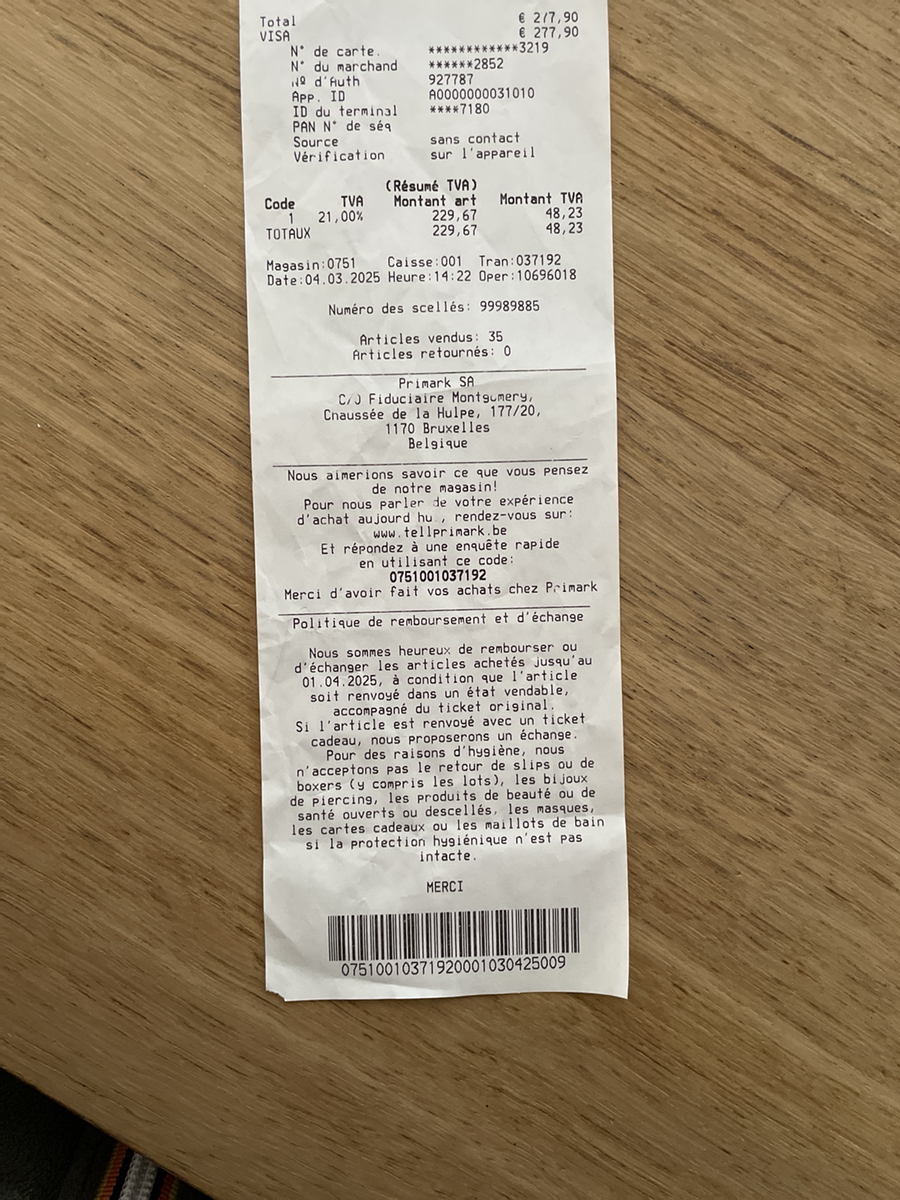 Total € 277,90
VISA € 277,90
N° de carte. ************3219
N° du marchand ******2852
Nº d'Auth 927787
App. ID A0000000031010
ID du terminal ****7180
PAN N° de séq
Source sans contact
Vérification sur l'appareil
(Résumé TVA)
Code TVA Montant art Montant TVA
1 21,00% 229,67 48,23
TOTAUX 229,67 48,23
Magasin:0751 Caisse:001 Tran:037192
Date:04.03.2025 Heure:14:22 Oper:10696018
Numéro des scellés: 99989885
Articles vendus: 35
Articles retournés: 0
Primark SA
C/O Fiduciaire Montgomery,
Chaussée de la Hulpe, 177/20,
1170 Bruxelles
Belgique
Nous aimerions savoir ce que vous pensez
de notre magasin!
Pour nous parler de votre expérience
d'achat aujourd hu , rendez-vous sur:
www.tellprimark.be
Et répondez à une enquête rapide
en utilisant ce code:
0751001037192
Merci d'avoir fait vos achats chez Primark
Politique de remboursement et d'échange
Nous sommes heureux de rembourser ou
d'échanger les articles achetés jusqu'au
01.04.2025, à condition que l'article
soit renvoyé dans un état vendable,
accompagné du ticket original.
Si l'article est renvoyé avec un ticket
cadeau, nous proposerons un échange.
Pour des raisons d'hygiène, nous
n'acceptons pas le retour de slips ou de
boxers (y compris les lots), les bijoux
de piercing, les produits de beauté ou de
santé ouverts ou descellés, les masques,
les cartes cadeaux ou les maillots de bain
si la protection hygiénique n'est pas
intacte.
MERCI
07510010371920001030425009